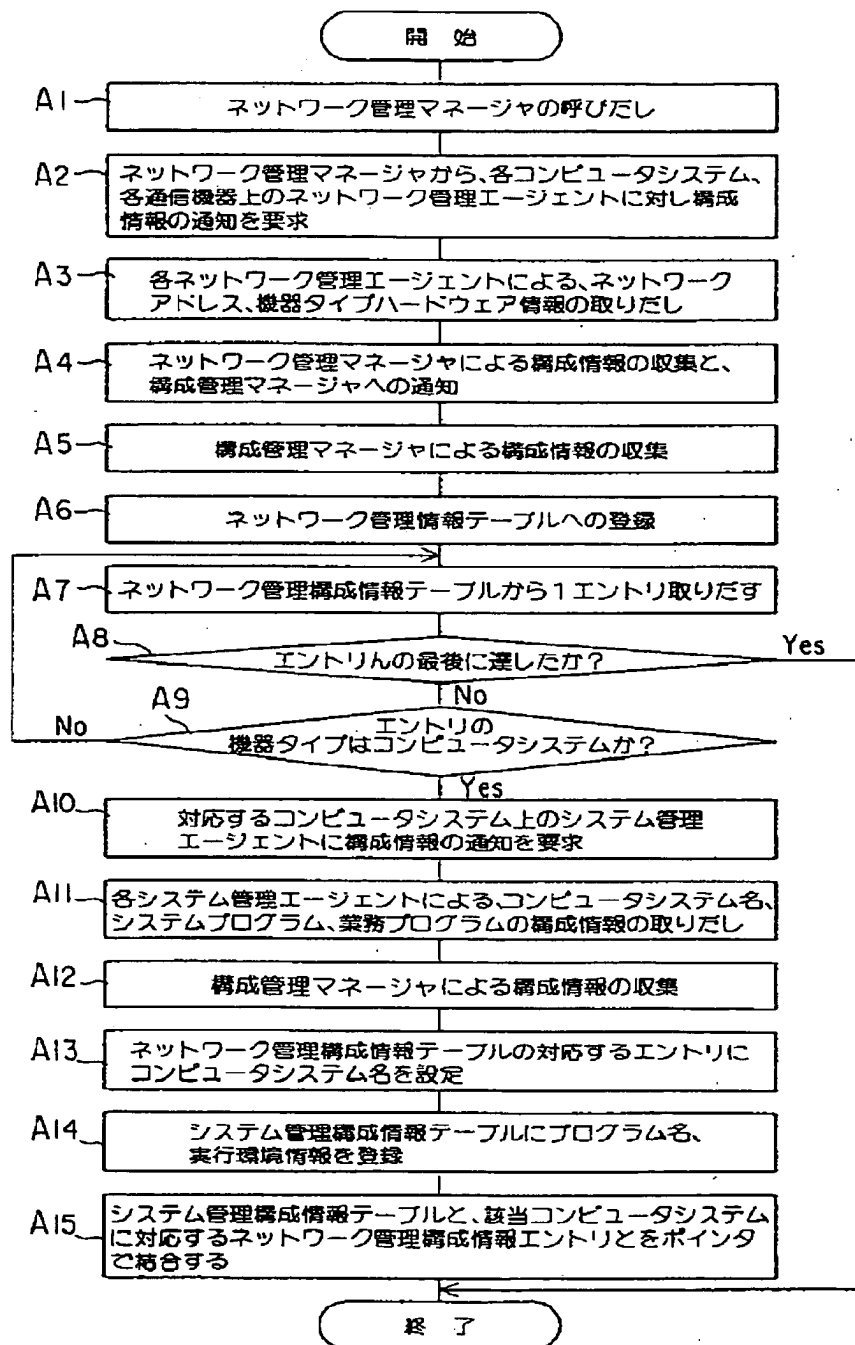 開 始
A1
ネットワーク管理マネージャの呼びだし
A2
ネットワーク管理マネージャから、各コンピュータシステム、
各通信機器上のネットワーク管理エージェントに対し構成
情報の通知を要求
A3
各ネットワーク管理エージェントによる、ネットワーク
アドレス、機器タイプハードウェア情報の取りだし
A4
ネットワーク管理マネージャによる構成情報の収集と、
構成管理マネージャへの通知
A5
構成管理マネージャによる構成情報の収集
A6
ネットワーク管理情報テーブルへの登録
A7
ネットワーク管理構成情報テーブルから1エントリ取りだす
A8
エントリんの最後に達したか?
Yes
No
A9
エントリの
機器タイプはコンピュータシステムか?
No
Yes
A10
対応するコンピュータシステム上のシステム管理
エージェントに構成情報の通知を要求
A11
各システム管理エージェントによる、コンピュータシステム名、
システムプログラム、業務プログラムの構成情報の取りだし
A12
構成管理マネージャによる構成情報の収集
A13
ネットワーク管理構成情報テーブルの対応するエントリに
コンピュータシステム名を設定
A14
システム管理構成情報テーブルにプログラム名、
実行環境情報を登録
A15
システム管理構成情報テーブルと、該当コンピュータシステム
に対応するネットワーク管理構成情報エントリとをポインタ
で結合する
終 了